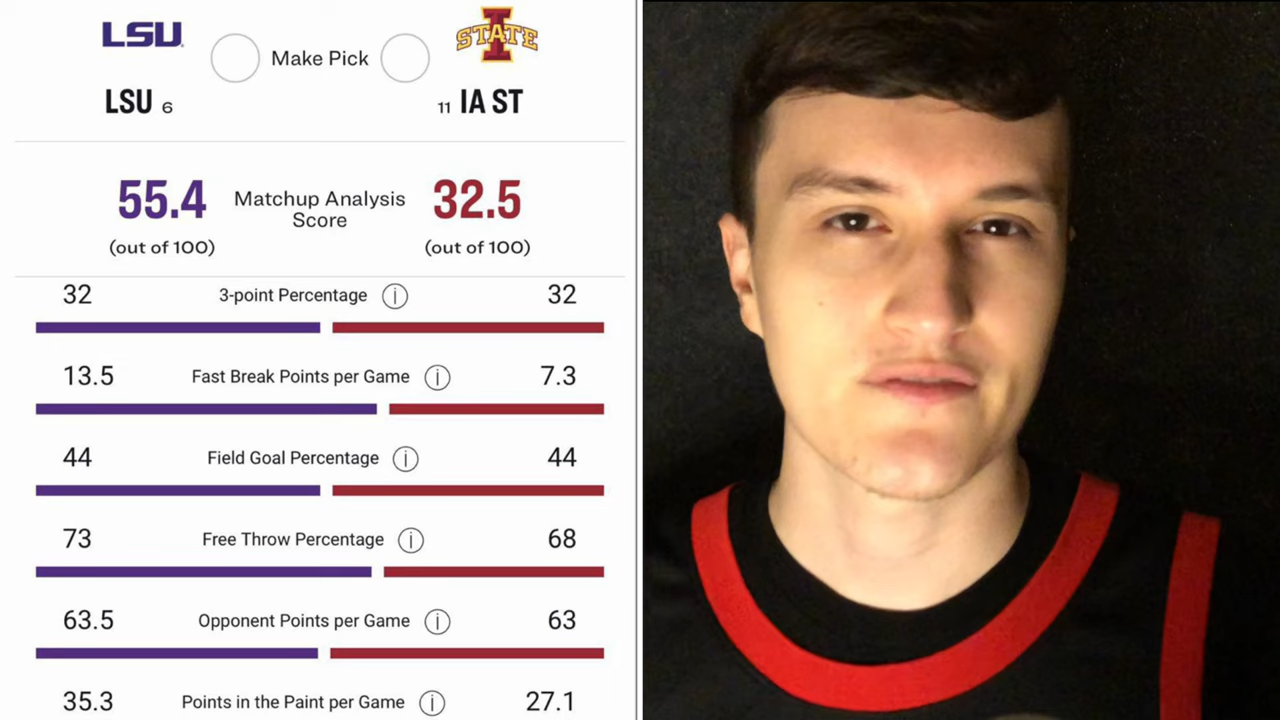 LSU
STATE
Make Pick
LSU 6
11 IA ST
55.4
Matchup Analysis
Score
32.5
(out of 100)
(out of 100)
32
3-point Percentage
32
13.5
Fast Break Points per Game
7.3
44
Field Goal Percentage
44
73
Free Throw Percentage
68
63.5
Opponent Points per Game
63
35.3
Points in the Paint per Game
27.1